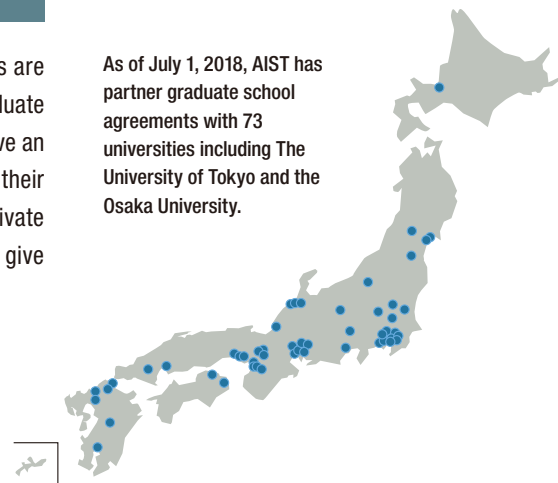 s are
duate
ve an
their
ivate
give
As of July 1, 2018, AIST has
partner graduate school
agreements with 73
universities including The
University of Tokyo and the
Osaka University.